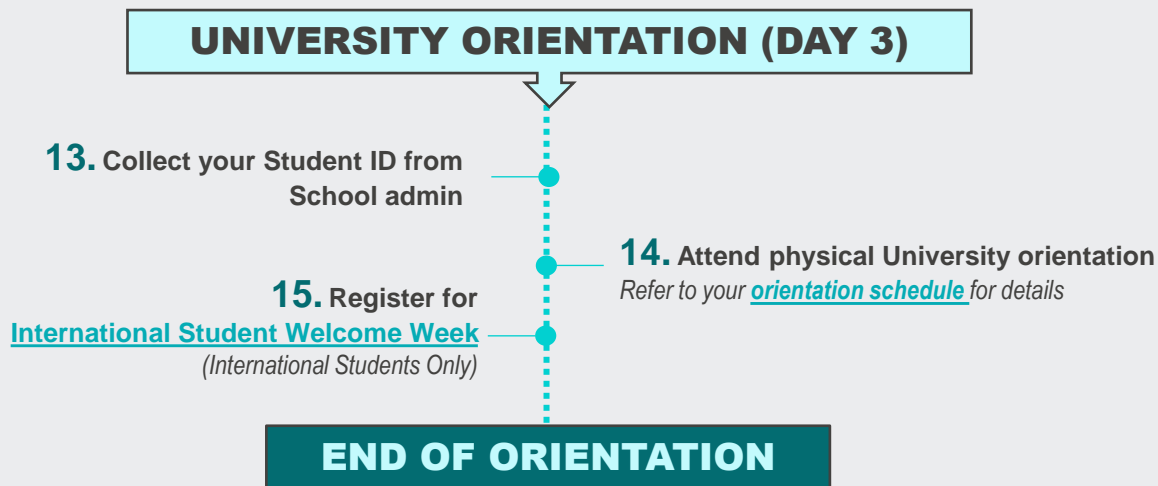 UNIVERSITY ORIENTATION (DAY 3)
13. Collect your Student ID from
School admin
14. Attend physical University orientation
Refer to your orientation schedule for details
15. Register for
International Student Welcome Week
(International Students Only)
END OF ORIENTATION